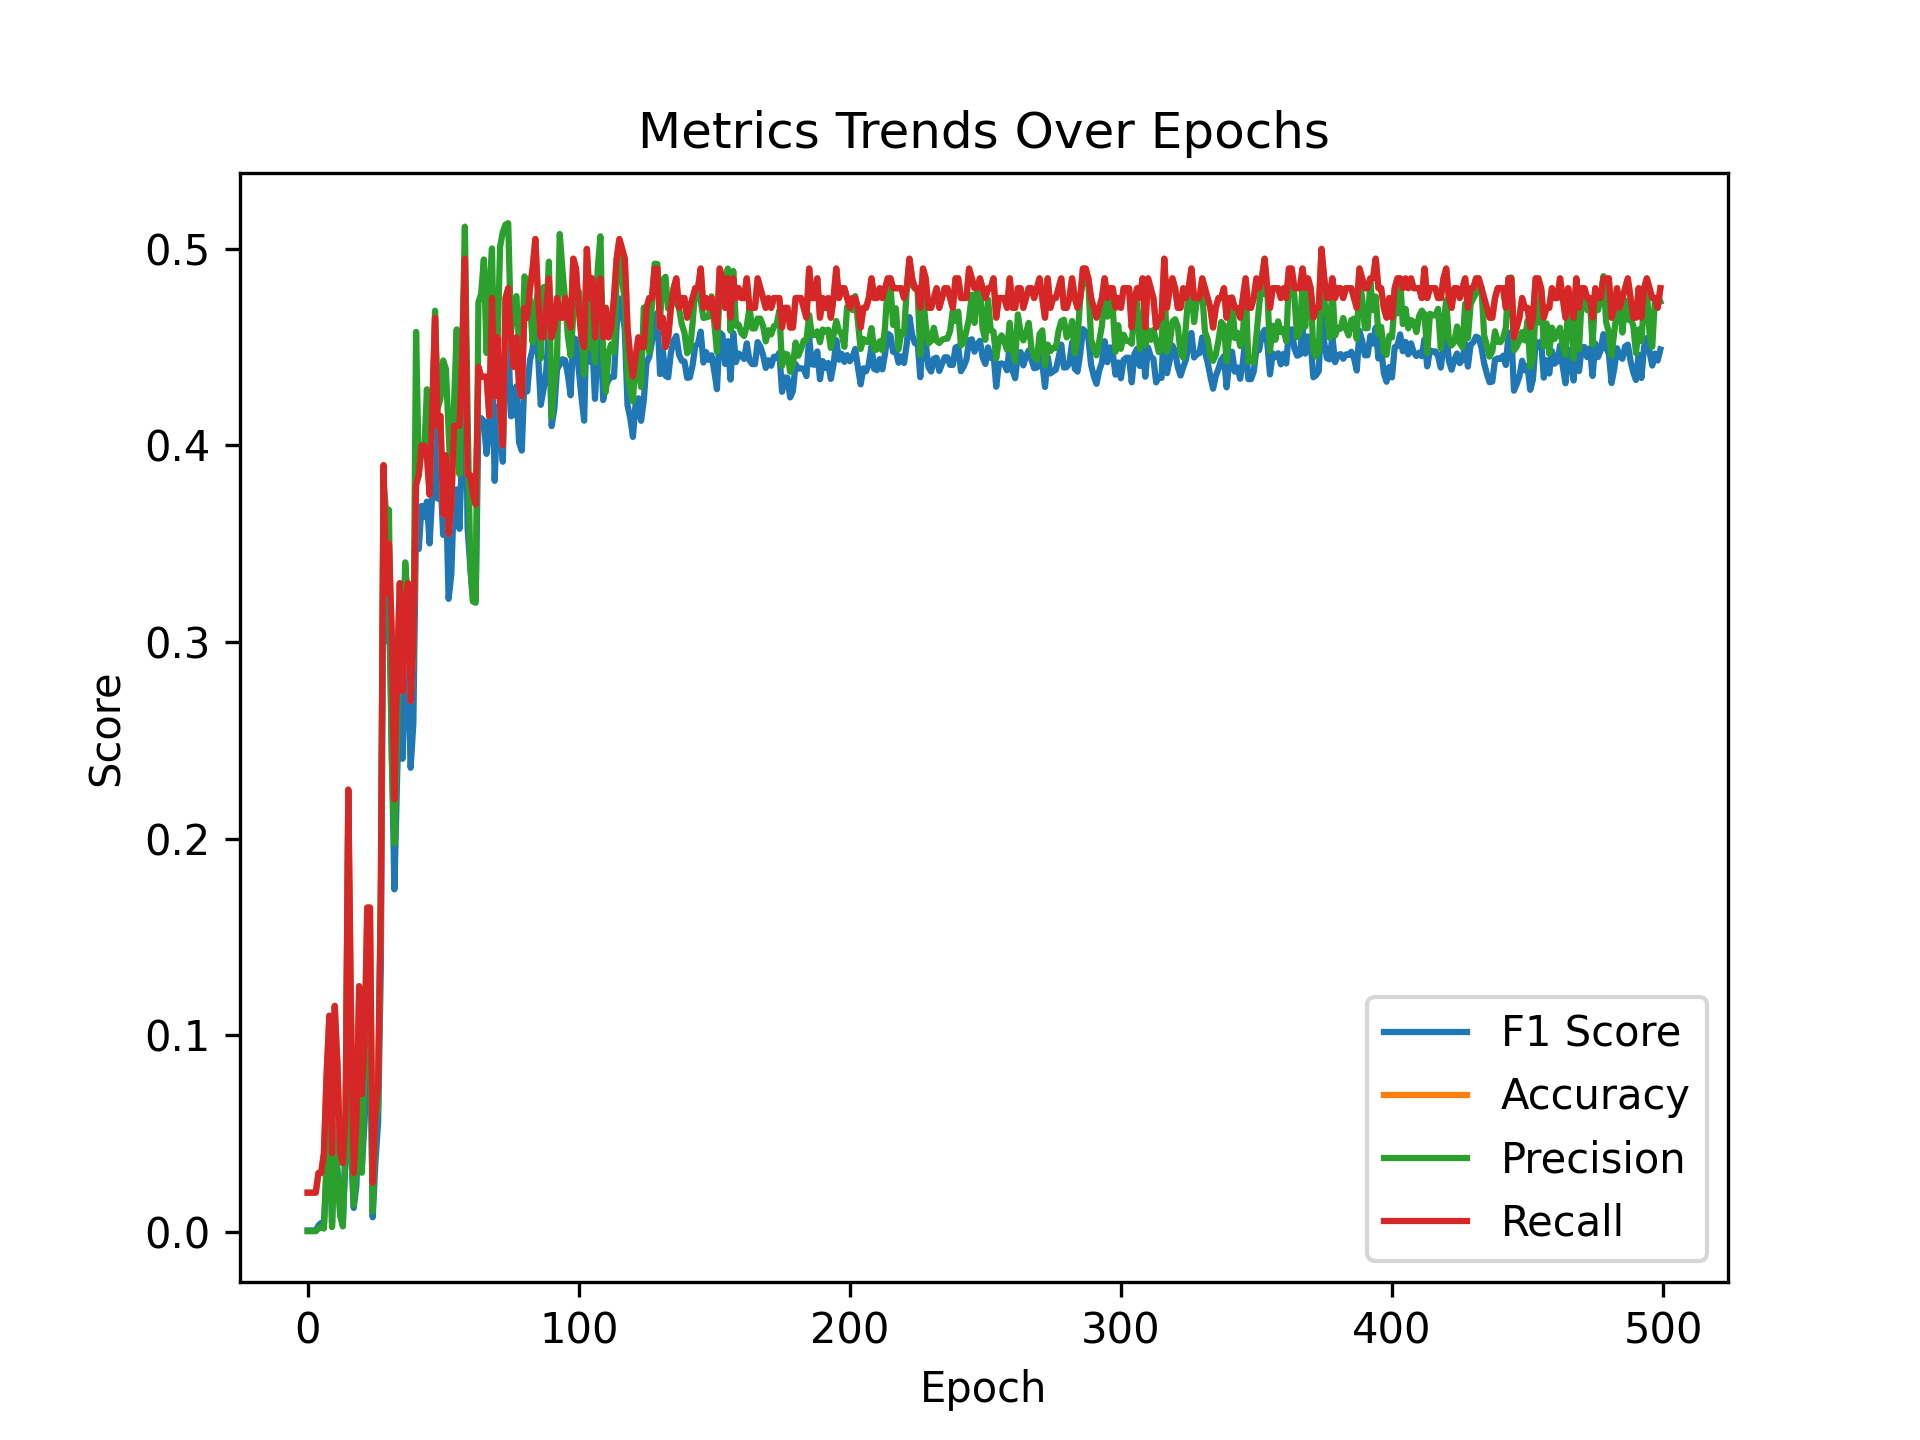 Metrics Trends Over Epochs
0.5
0.4
0.3
0.2
0.1
0.0
Score
0 100 200 300 400 500
Epoch
F1 Score
Accuracy
Precision
Recall